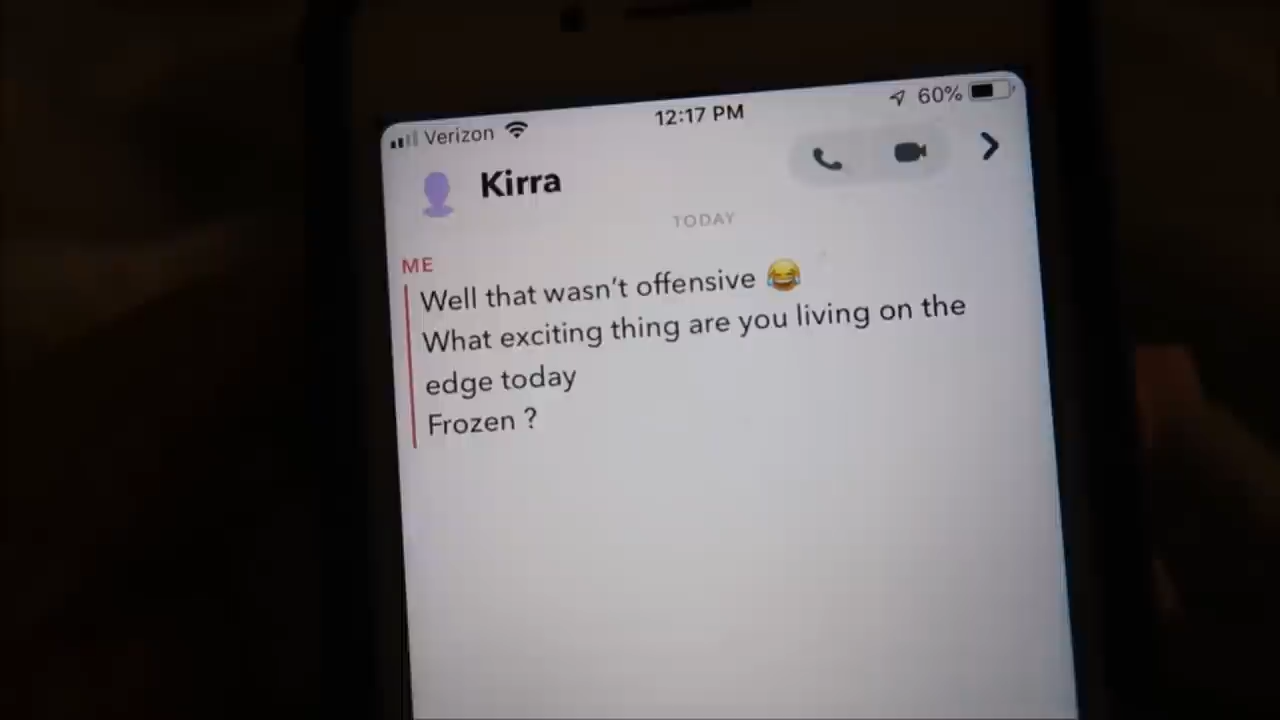 Verizon 12:17 PM 60%
Kirra
TODAY
ME
Well that wasn't offensive 😂
What exciting thing are you living on the
edge today
Frozen ?